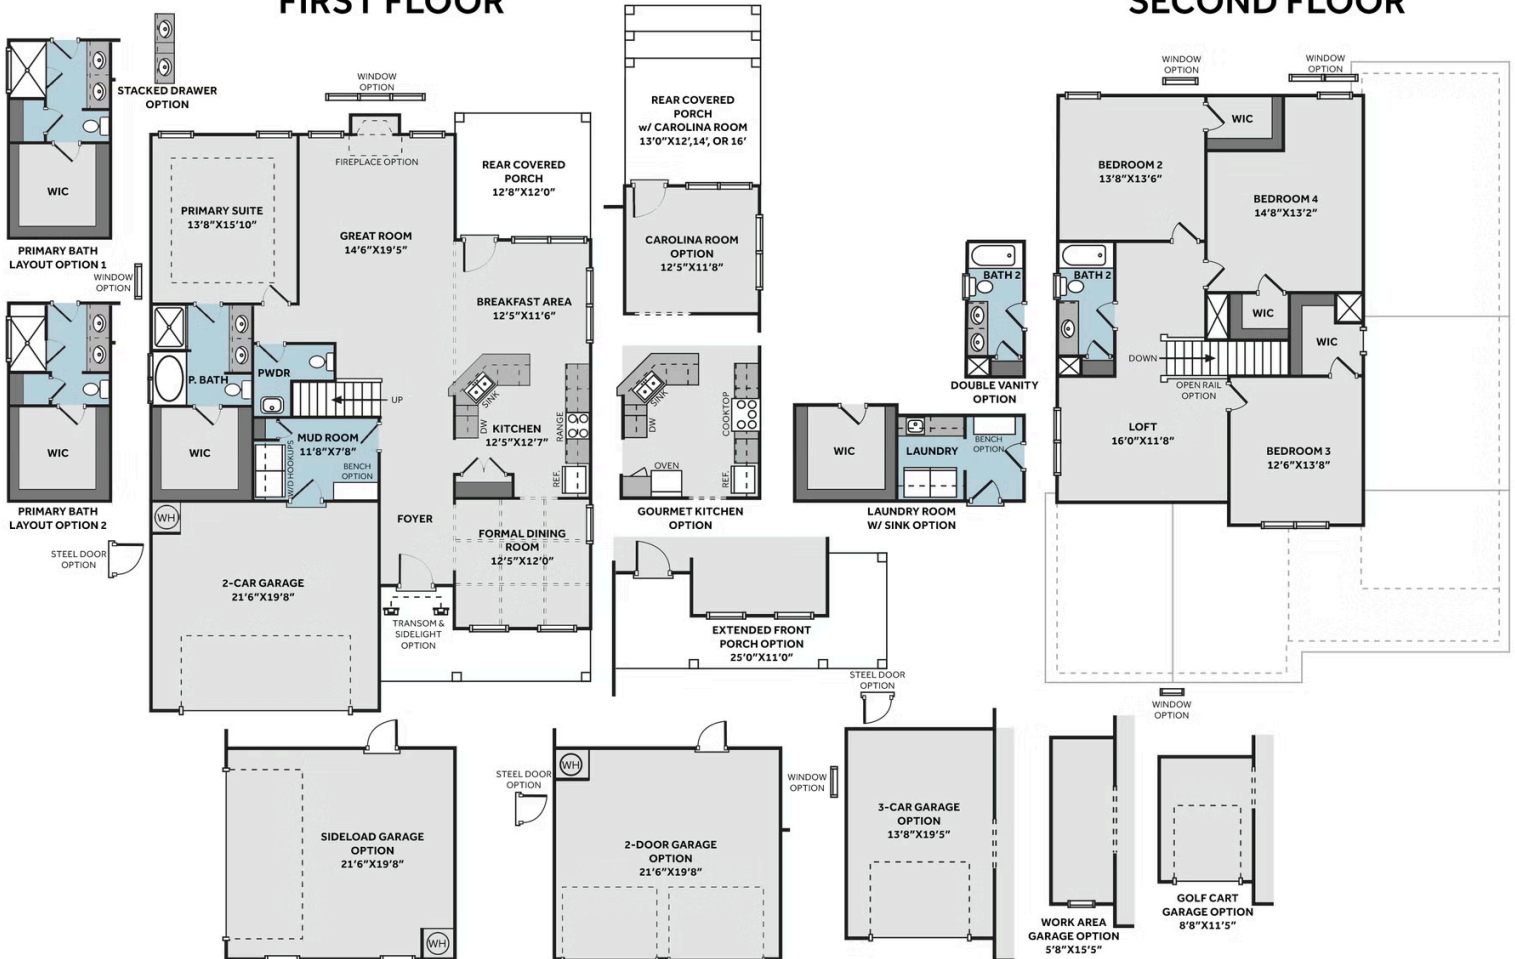 FIRST FLOOR
SECOND FLOOR
STACKED DRAWER
OPTION
WIC
PRIMARY BATH
LAYOUT OPTION 1
WINDOW
OPTION
WIC
PRIMARY BATH
LAYOUT OPTION 2
STEEL DOOR
OPTION
WINDOW
OPTION
FIREPLACE OPTION
PRIMARY SUITE
13'8"X15'10"
GREAT ROOM
14'6"X19'5"
REAR COVERED
PORCH
12'8"X12'0"
BREAKFAST AREA
12'5"X11'6"
P. BATH
PWDR
UP
WIC
MUD ROOM
11'8"X7'8"
W/D HOOKUPS
BENCH
OPTION
SINK
DW
KITCHEN
12'5"X12'7"
RANGE
REF.
FOYER
FORMAL DINING
ROOM
12'5"X12'0"
WH
2-CAR GARAGE
21'6"X19'8"
TRANSOM &
SIDELIGHT
OPTION
REAR COVERED
PORCH
w/ CAROLINA ROOM
13'0"X12',14', OR 16'
CAROLINA ROOM
OPTION
12'5"X11'8"
SINK
DW
COOKTOP
OVEN
REF.
GOURMET KITCHEN
OPTION
EXTENDED FRONT
PORCH OPTION
25'0"X11'0"
WIC
LAUNDRY
BENCH
OPTION
LAUNDRY ROOM
W/ SINK OPTION
BATH 2
DOUBLE VANITY
OPTION
WINDOW
OPTION
WINDOW
OPTION
BEDROOM 2
13'8"X13'6"
WIC
BEDROOM 4
14'8"X13'2"
BATH 2
WIC
WIC
DOWN
OPEN RAIL
OPTION
LOFT
16'0"X11'8"
BEDROOM 3
12'6"X13'8"
WINDOW
OPTION
SIDELOAD GARAGE
OPTION
21'6"X19'8"
WH
STEEL DOOR
OPTION
WH
2-DOOR GARAGE
OPTION
21'6"X19'8"
STEEL DOOR
OPTION
WINDOW
OPTION
3-CAR GARAGE
OPTION
13'8"X19'5"
WORK AREA
GARAGE OPTION
5'8"X15'5"
GOLF CART
GARAGE OPTION
8'8"X11'5"